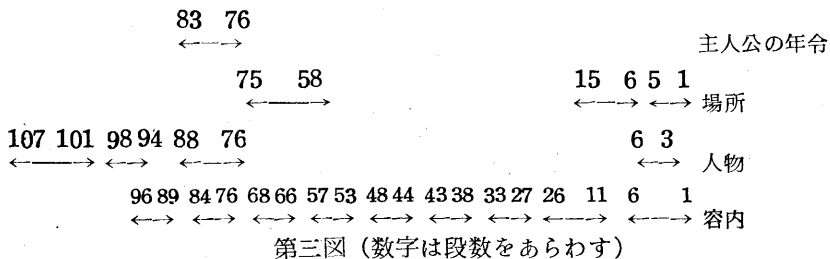 83 76 主人公の年令
75 58 15 6 5 1 場所
107 101 98 94 88 76 6 3 人物
96 89 84 76 68 66 57 53 48 44 43 38 33 27 26 11 6 1 容内
第三図(数字は段数をあらわす)